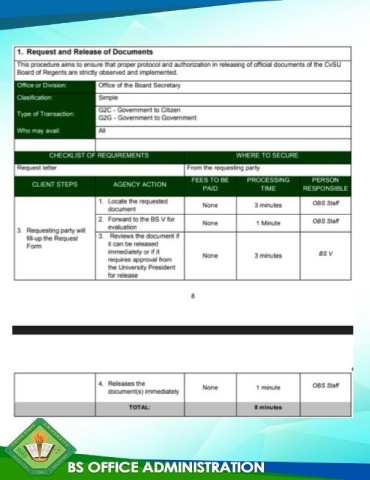 1. Request and Release of Documents
This procedure aims to ensure that proper protocol and authorization in releasing of official documents of the CvSU
Board of Regents are strictly observed and implemented.
Office or Division: Office of the Board Secretary
Classification: Simple
Type of Transaction: G2C - Government to Citizen
G2G - Government to Government
Who may avail: All
CHECKLIST OF REQUIREMENTS WHERE TO SECURE
Request letter From the requesting party
CLIENT STEPS AGENCY ACTION FEES TO BE PAID PROCESSING TIME PERSON RESPONSIBLE
3. Requesting party will
fill-up the Request
Form
1. Locate the requested
document
None 3 minutes OBS Staff
2. Forward to the BS V for
evaluation
None 1 Minute OBS Staff
3. Reviews the document if
it can be released
immediately or if it
requires approval from
the University President
for release
None 3 minutes BS V
8
4. Releases the
document(s) immediately
None 1 minute OBS Staff
TOTAL: 8 minutes
BS OFFICE ADMINISTRATION